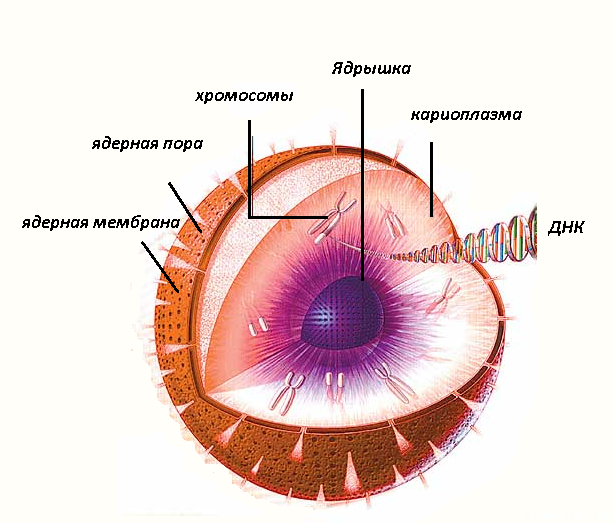 Ядрышка
хромосомы
кариоплазма
ядерная пора
ядерная мембрана
ДНК